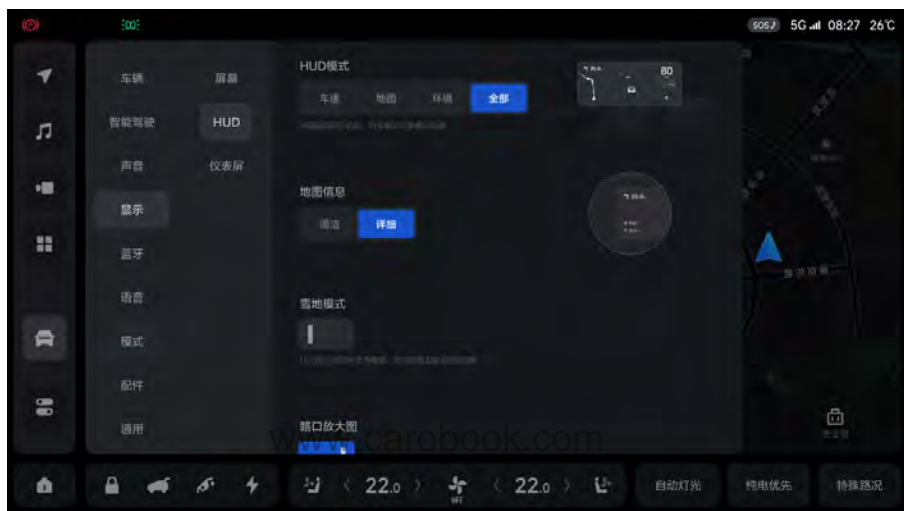 SOS 5G 08:27 26℃
车辆
智能驾驶
声音
显示
蓝牙
语音
模式
配件
通用
屏幕
HUD
仪表屏
HUD模式
车速 地图 环境 全部
80
地图信息
简洁 详细
雪地模式
路口放大图
www.carobook.com
22.0
OFF
22.0
自动灯光
纯电优先
特殊路况